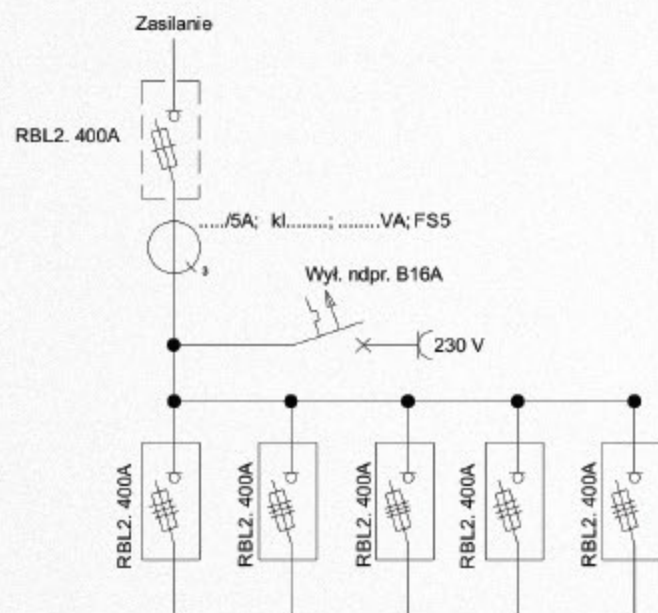 Zasilanie
RBL2. 400A
...../5A; kl.........; ........VA; FS5
3
Wył. ndpr. B16A
230 V
RBL2. 400A
RBL2. 400A
RBL2. 400A
RBL2. 400A
RBL2. 400A